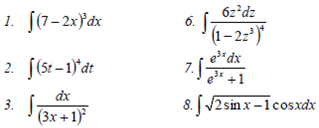 1. ∫(7 − 2x)³dx
2. ∫(5t − 1)⁴dt
3. ∫ dx / (3x + 1)²
6. ∫ 6z²dz / (1 − 2z³)⁴
7. ∫ e³ˣdx / e³ˣ + 1
8. ∫ √2 sin x − 1 cos xdx